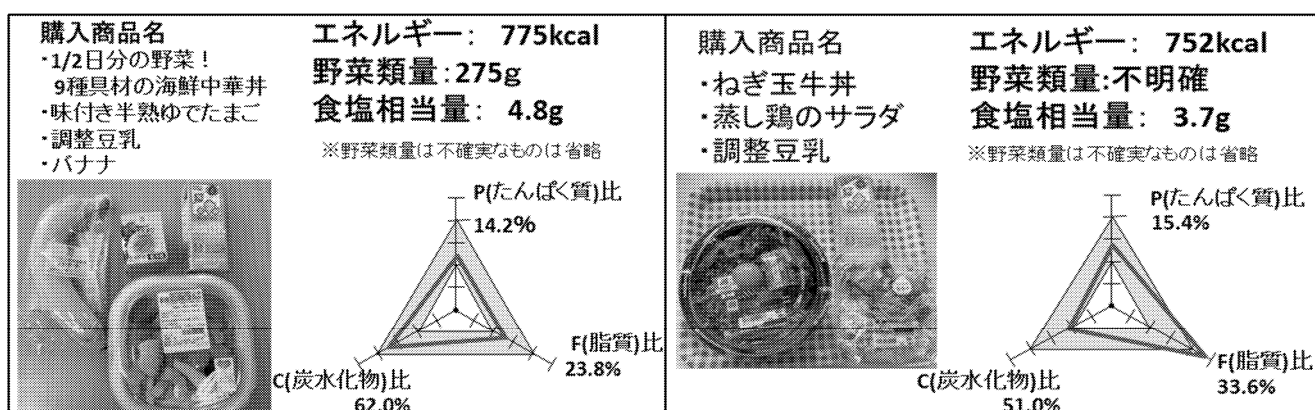 購入商品名
・1/2日分の野菜！
9種具材の海鮮中華丼
・味付き半熟ゆでたまご
・調整豆乳
・バナナ
エネルギー： 775kcal
野菜類量：275g
食塩相当量： 4.8g
※野菜類量は不確実なものは省略
P(たんぱく質)比
14.2%
F(脂質)比
23.8%
C(炭水化物)比
62.0%
購入商品名
・ねぎ玉牛丼
・蒸し鶏のサラダ
・調整豆乳
エネルギー： 752kcal
野菜類量:不明確
食塩相当量： 3.7g
※野菜類量は不確実なものは省略
P(たんぱく質)比
15.4%
F(脂質)比
33.6%
C(炭水化物)比
51.0%